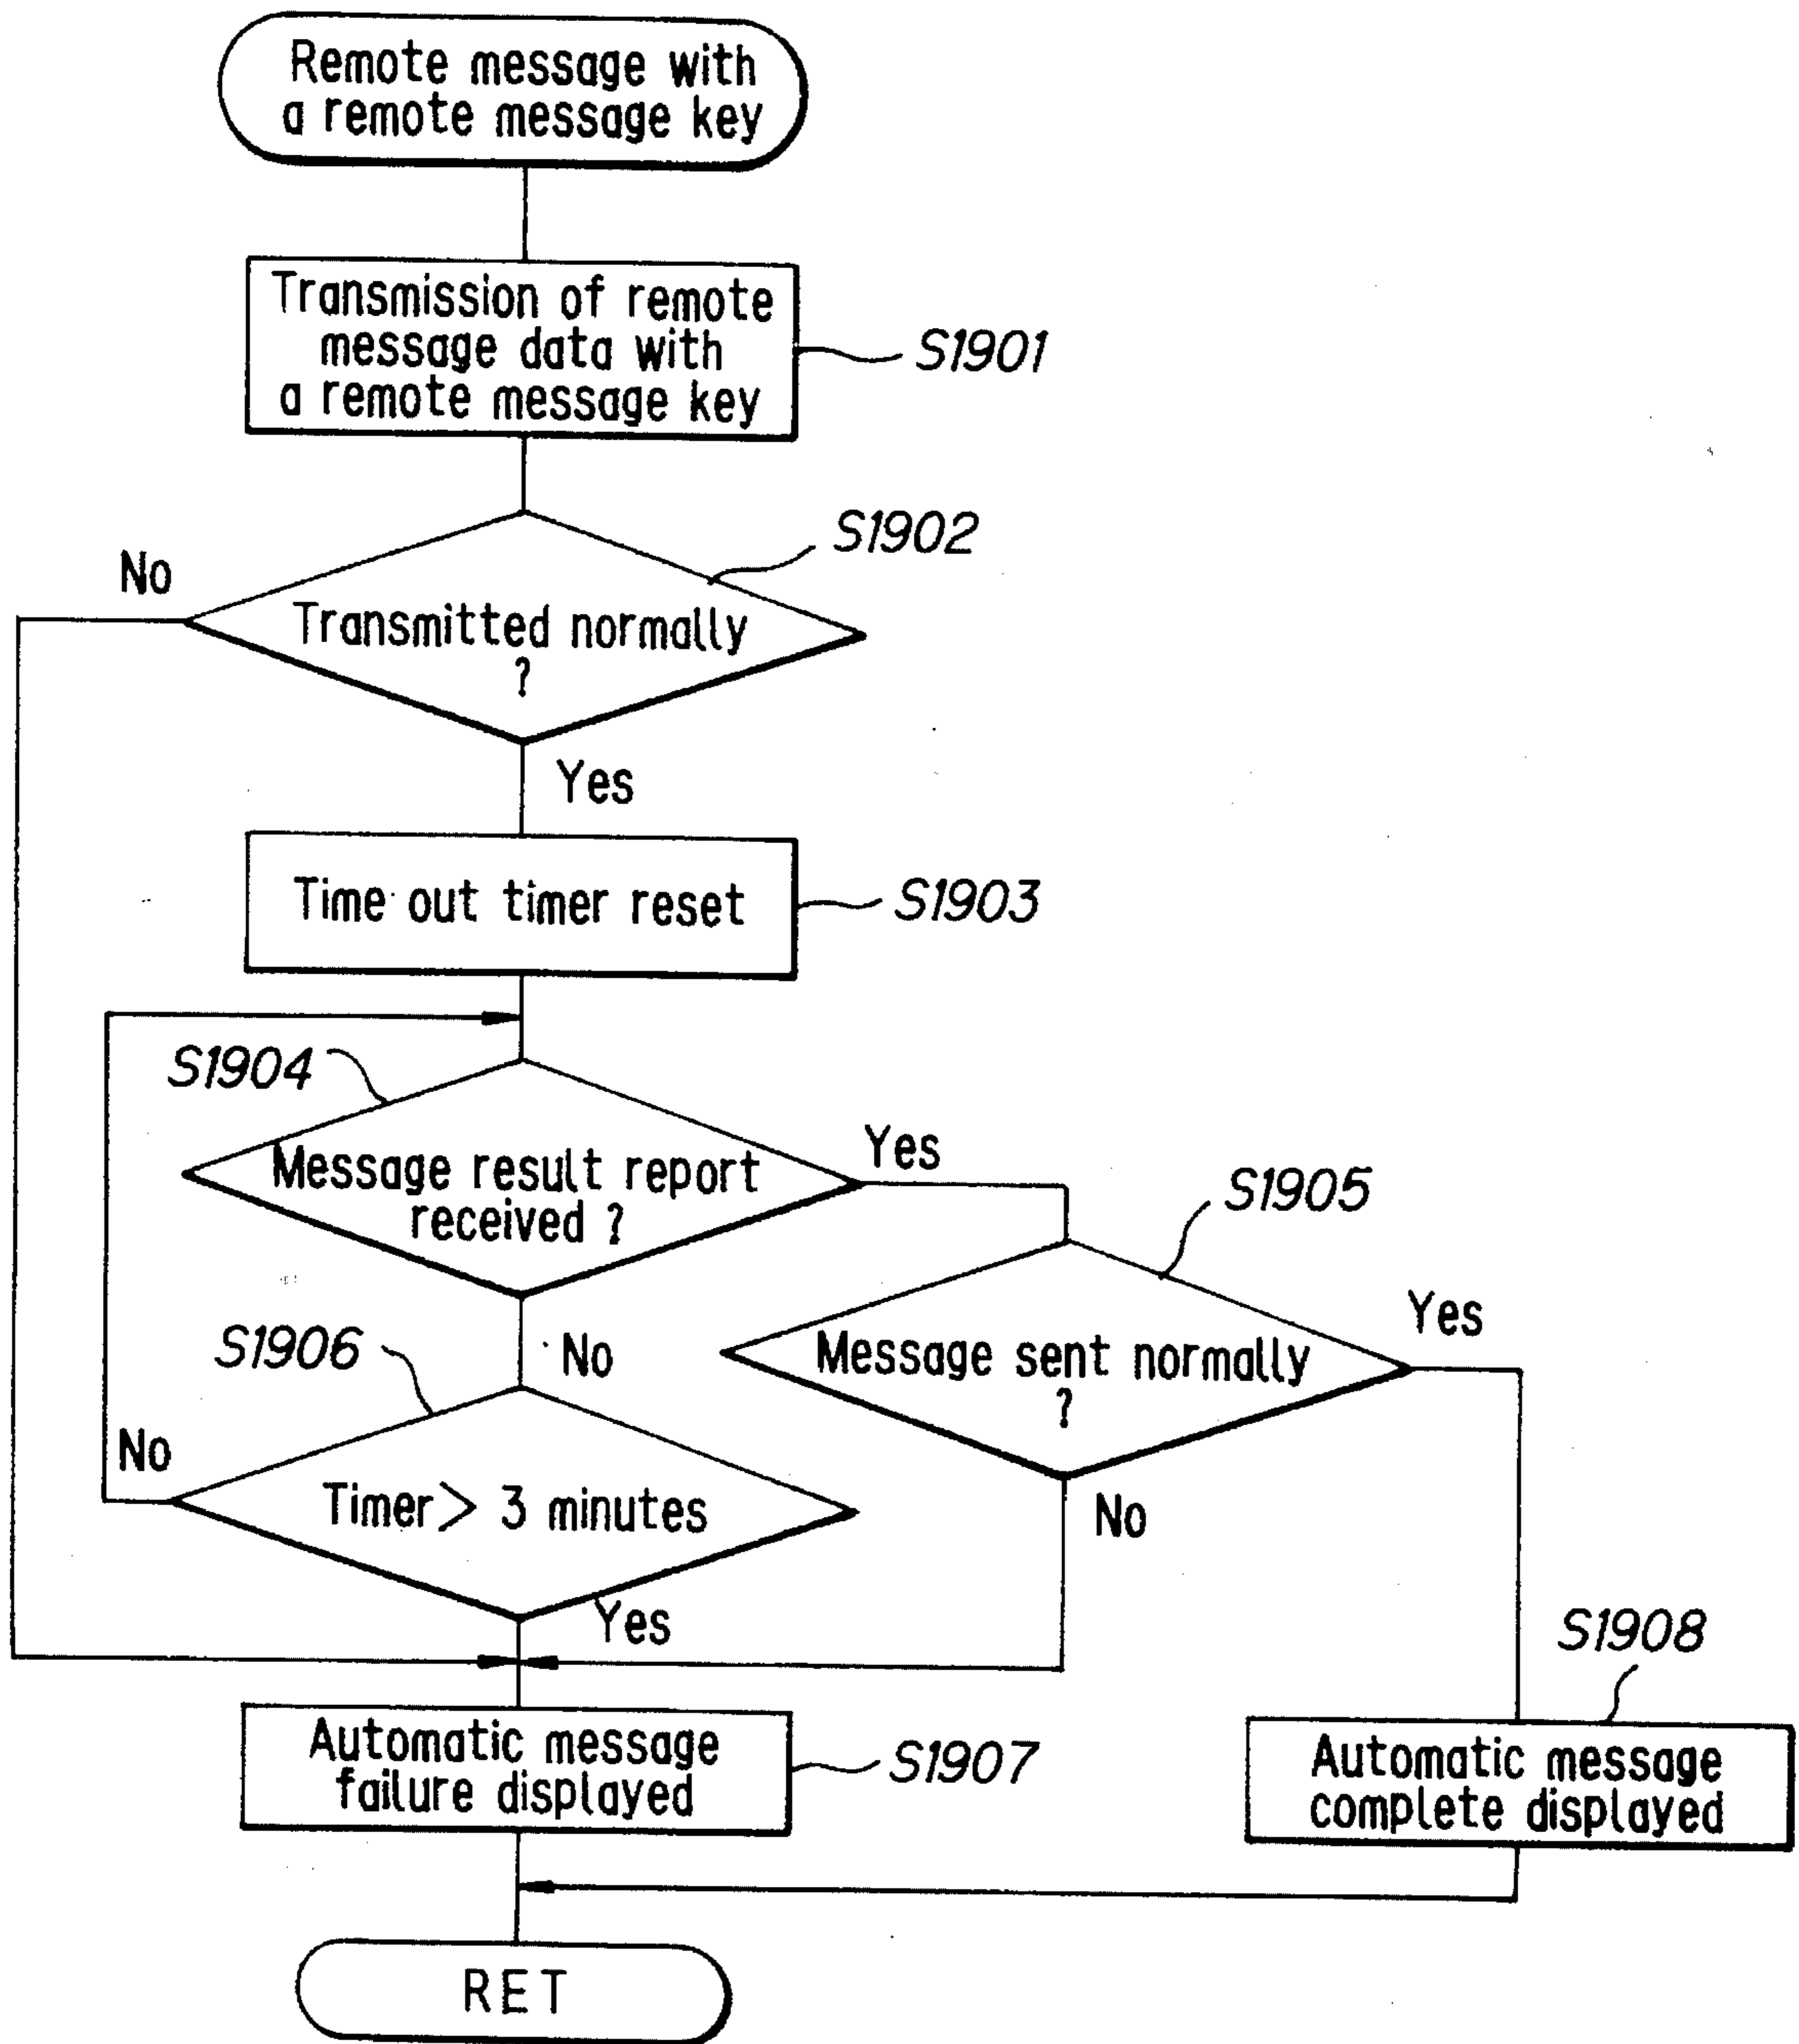 Remote message with
a remote message key
Transmission of remote
message data with
a remote message key
S1901
S1902
No
Transmitted normally
?
Yes
Time out timer reset
S1903
S1904
Message result report
received ?
Yes
S1905
No
S1906
Message sent normally
?
Yes
No
Timer > 3 minutes
No
Yes
S1908
Automatic message
failure displayed
S1907
Automatic message
complete displayed
RET